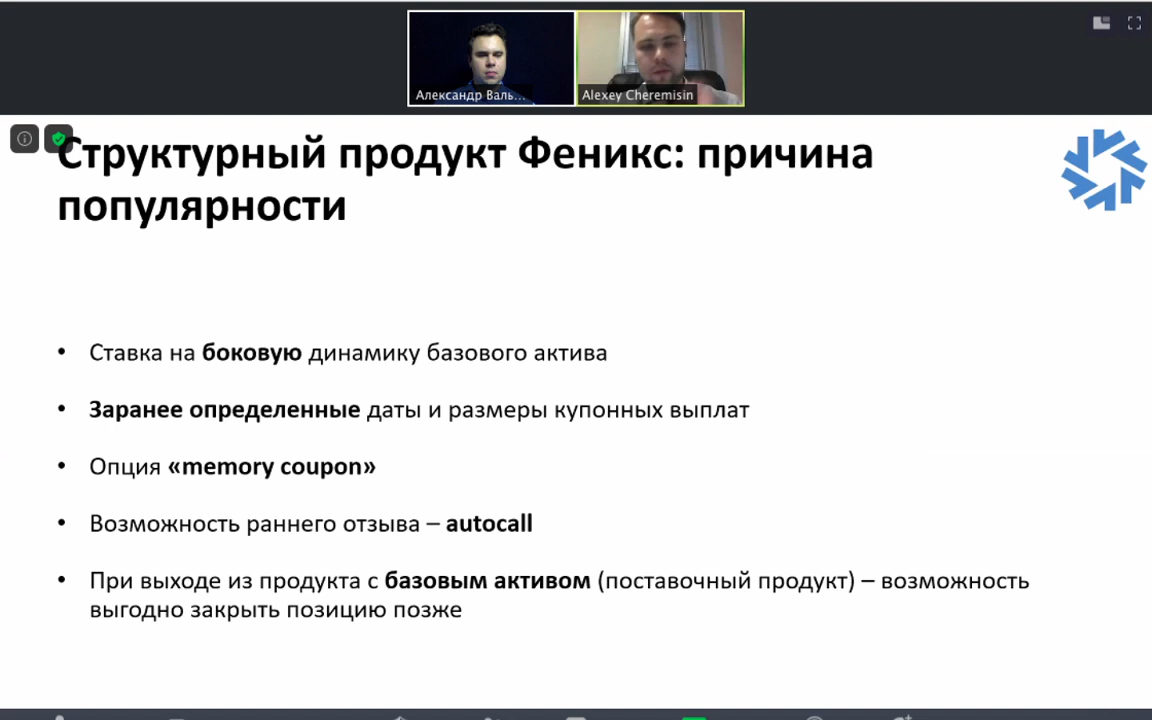 Александр Валь...
Alexey Cheremisin
Структурный продукт Феникс: причина
популярности
• Ставка на боковую динамику базового актива
• Заранее определенные даты и размеры купонных выплат
• Опция «memory coupon»
• Возможность раннего отзыва – autocall
• При выходе из продукта с базовым активом (поставочный продукт) – возможность
выгодно закрыть позицию позже